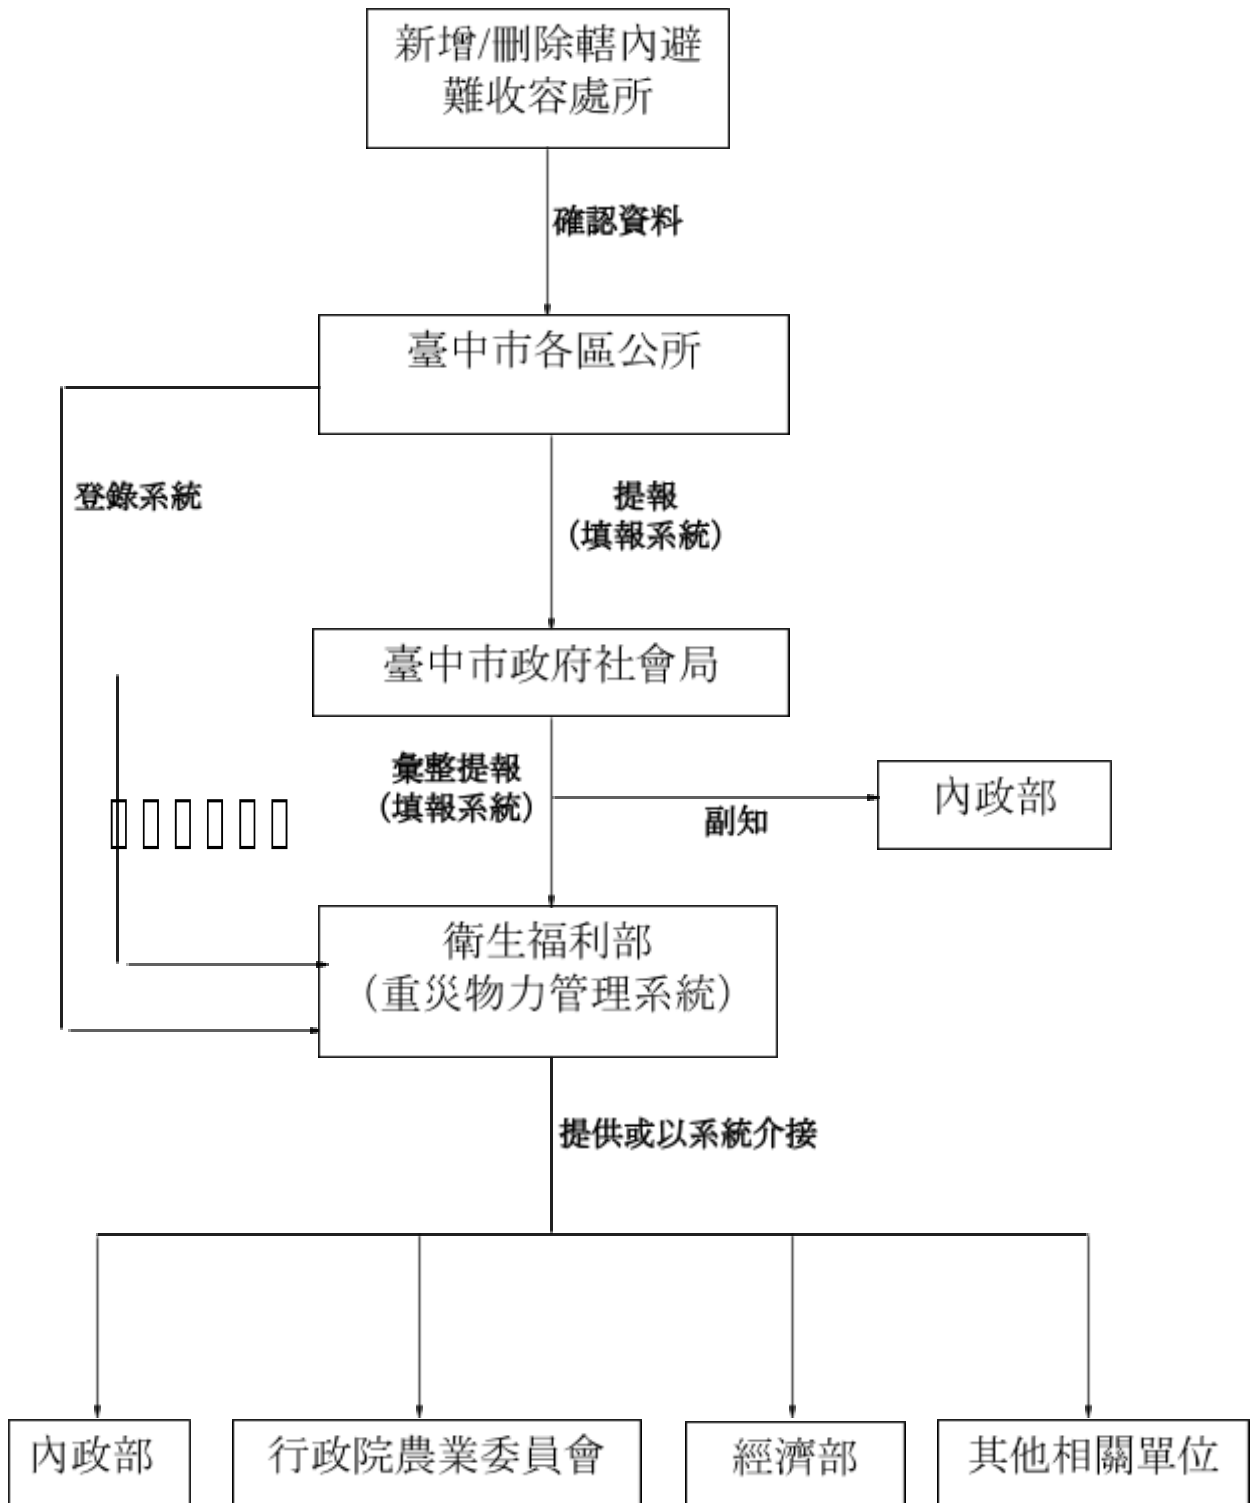 新增/刪除轄內避
難收容處所
確認資料
臺中市各區公所
登錄系統
提報
(填報系統)
臺中市政府社會局
彙整提報
(填報系統)
副知
內政部
衛生福利部
(重災物力管理系統)
提供或以系統介接
內政部
行政院農業委員會
經濟部
其他相關單位